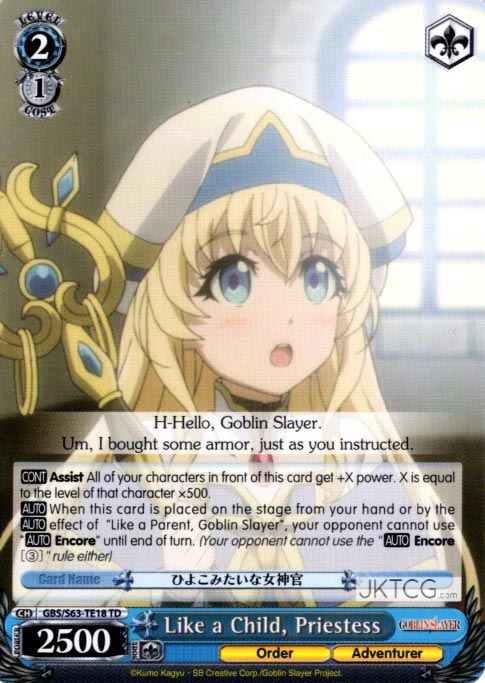 LEVEL
2
1
COST
H-Hello, Goblin Slayer.
Um, I bought some armor, just as you instructed.
CONT Assist All of your characters in front of this card get +X power. X is equal
to the level of that character ×500.
AUTO When this card is placed on the stage from your hand or by the
AUTO effect of "Like a Parent, Goblin Slayer", your opponent cannot use
"AUTO Encore" until end of turn. (Your opponent cannot use the "AUTO Encore
[③]" rule either)
Card Name ひよこみたいな女神官
JKTCG.com
CH GBS/S63-TE18 TD
POWER 2500 Like a Child, Priestess GOBLIN SLAYER
SIDE Order Adventurer
©Kumo Kagyu・SB Creative Corp./Goblin Slayer Project.